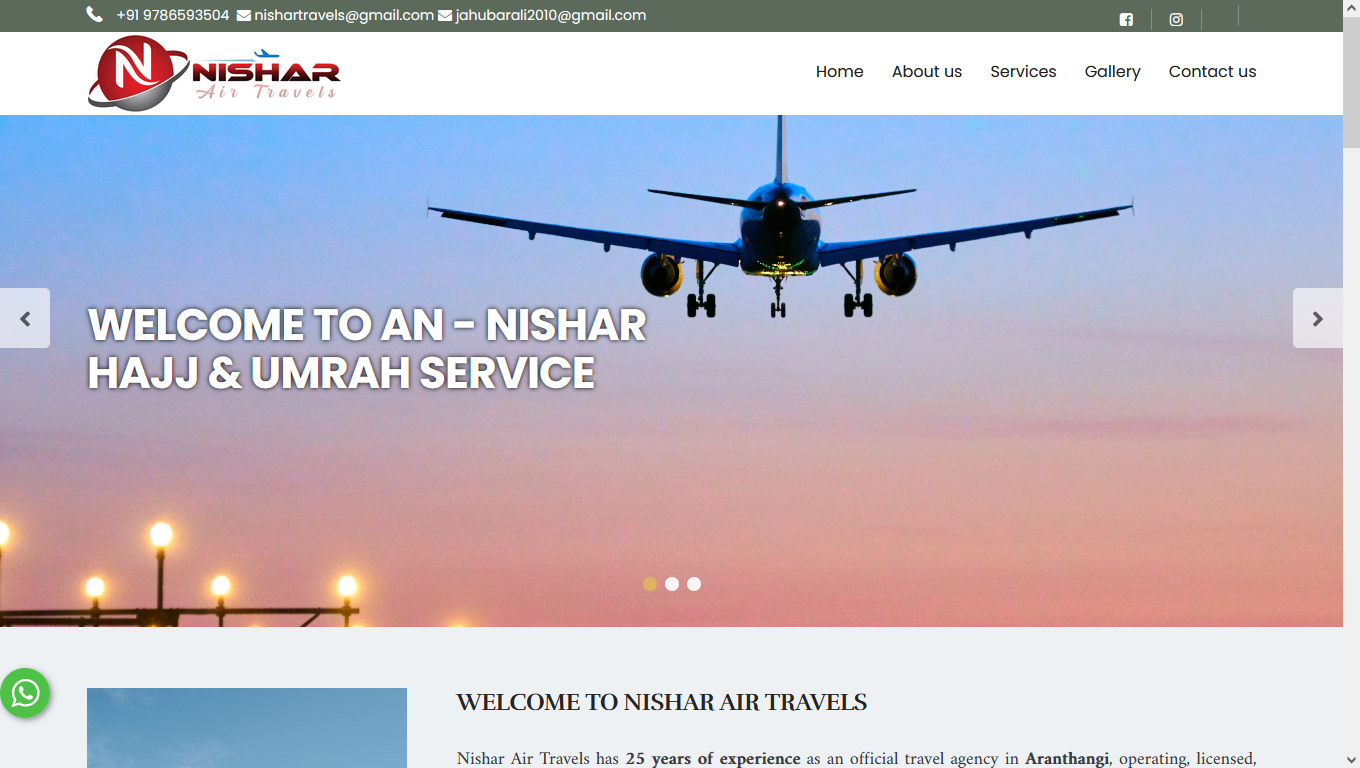 +91 9786593504 nishartravels@gmail.com jahubarali2010@gmail.com
NISHAR
Air Travels
Home About us Services Gallery Contact us
WELCOME TO AN - NISHAR
HAJJ & UMRAH SERVICE
WELCOME TO NISHAR AIR TRAVELS
Nishar Air Travels has 25 years of experience as an official travel agency in Aranthangi, operating, licensed,